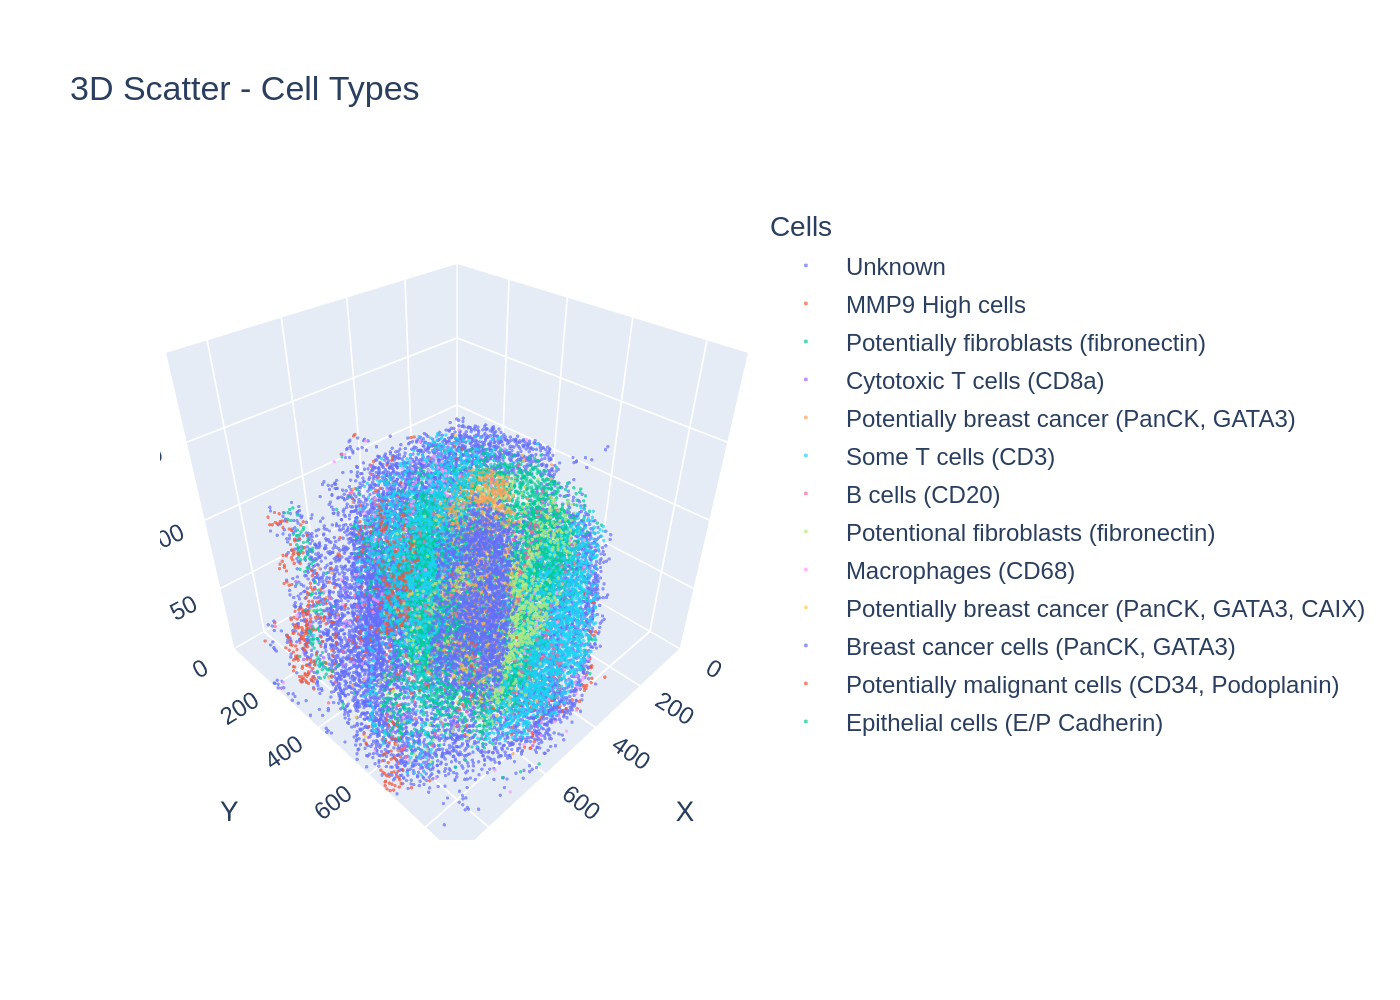 3D Scatter - Cell Types
Cells
Unknown
MMP9 High cells
Potentially fibroblasts (fibronectin)
Cytotoxic T cells (CD8a)
Potentially breast cancer (PanCK, GATA3)
Some T cells (CD3)
B cells (CD20)
Potentional fibroblasts (fibronectin)
Macrophages (CD68)
Potentially breast cancer (PanCK, GATA3, CAIX)
Breast cancer cells (PanCK, GATA3)
Potentially malignant cells (CD34, Podoplanin)
Epithelial cells (E/P Cadherin)
50
0
200
400
600
Y
0
200
400
600
X